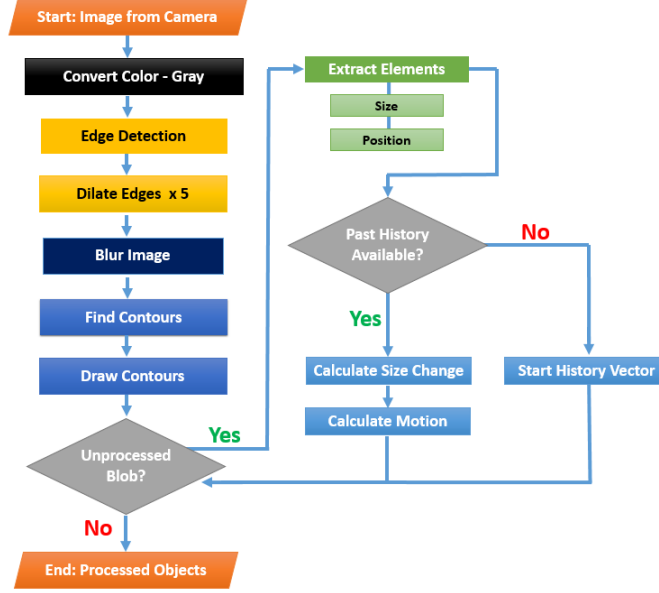 Start: Image from Camera
Convert Color - Gray
Edge Detection
Dilate Edges x 5
Blur Image
Find Contours
Draw Contours
Unprocessed
Blob?
Yes
No
End: Processed Objects
Extract Elements
Size
Position
Past History
Available?
No
Yes
Calculate Size Change
Calculate Motion
Start History Vector